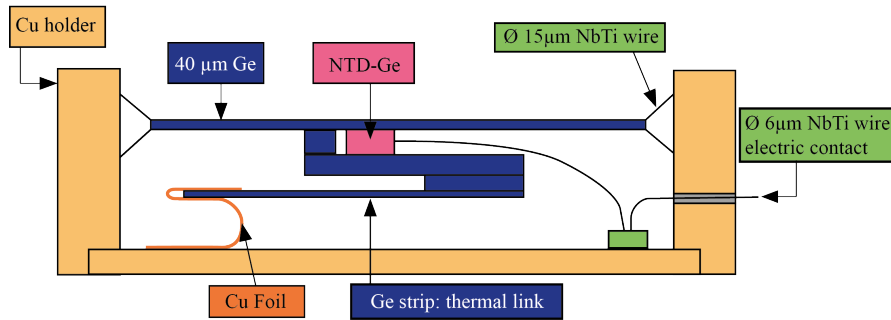 Cu holder
40 µm Ge
NTD-Ge
Ø 15µm NbTi wire
Ø 6µm NbTi wire
electric contact
Cu Foil
Ge strip: thermal link